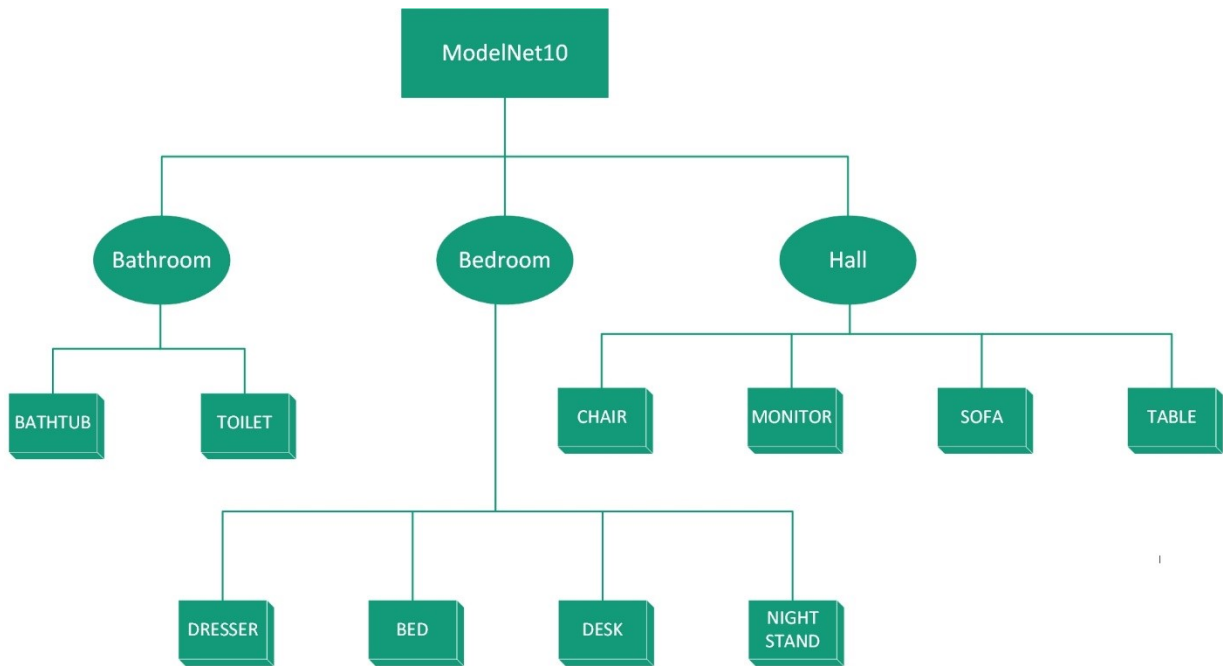 ModelNet10
Bathroom
Bedroom
Hall
BATHTUB
TOILET
CHAIR
MONITOR
SOFA
TABLE
DRESSER
BED
DESK
NIGHT
STAND